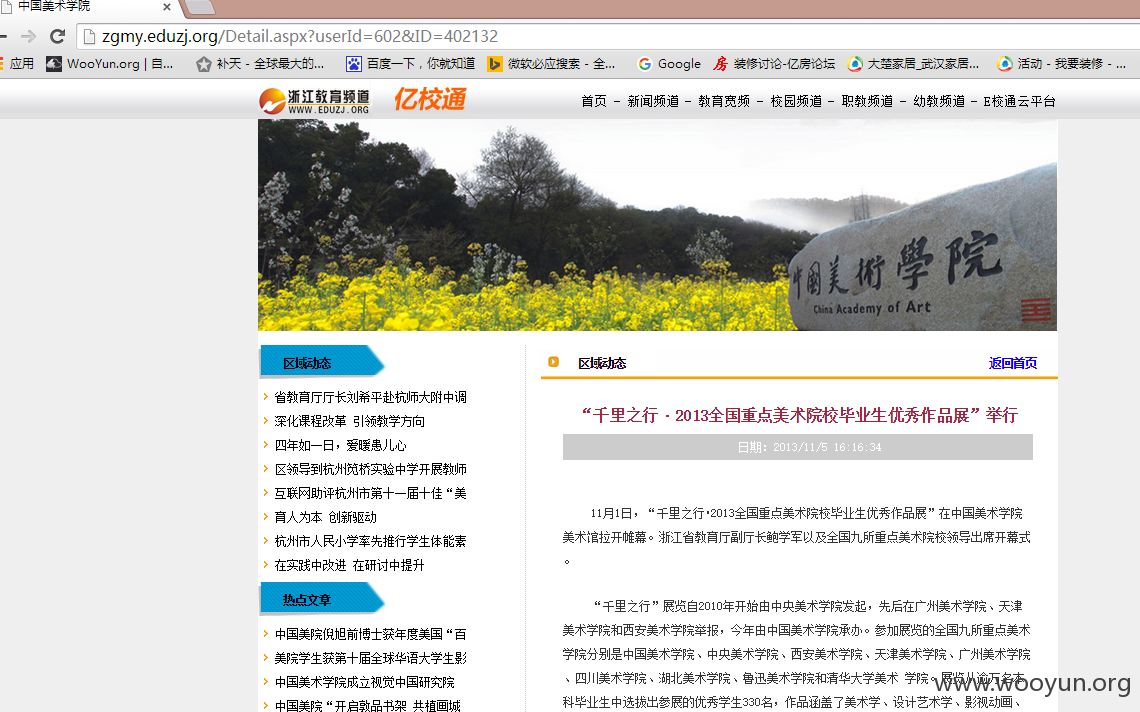 中国美术学院
zgmy.eduzj.org/Detail.aspx?userId=602&ID=402132
应用 WooYun.org | 自... 补天 - 全球最大的... 百度一下，你就知道 微软必应搜索 - 全... Google 装修讨论-亿房论坛 大楚家居_武汉家居... 活动 - 我要装修 - ...
浙江教育频道 亿校通
WWW.EDUZJ.ORG
首页 - 新闻频道 - 教育宽频 - 校园频道 - 职教频道 - 幼教频道 - E校通云平台
中国美術學院
China Academy of Art
区域动态
省教育厅厅长刘希平赴杭师大附中调
深化课程改革 引领教学方向
四年如一日，爱暖患儿心
区领导到杭州笕桥实验中学开展教师
互联网助评杭州市第十一届十佳“美
育人为本 创新驱动
杭州市人民小学率先推行学生体能素
在实践中改进 在研讨中提升
热点文章
中国美院倪旭前博士获年度美国“百
美院学生获第十届全球华语大学生影
中国美术学院成立视觉中国研究院
中国美院“开启敦品书架 共植画城
区域动态 返回首页
“千里之行·2013全国重点美术院校毕业生优秀作品展”举行
日期：2013/11/5 16:16:34
11月1日，“千里之行·2013全国重点美术院校毕业生优秀作品展”在中国美术学院
美术馆拉开帷幕。浙江省教育厅副厅长鲍学军以及全国九所重点美术院校领导出席开幕式
。
“千里之行”展览自2010年开始由中央美术学院发起，先后在广州美术学院、天津
美术学院和西安美术学院举报，今年由中国美术学院承办。参加展览的全国九所重点美术
学院分别是中国美术学院、中央美术学院、西安美术学院、天津美术学院、广州美术学院
、四川美术学院、湖北美术学院、鲁迅美术学院和清华大学美术 学院。展览从逾万名本
科毕业生中选拔出参展的优秀学生330名，作品涵盖了美术学、设计艺术学、影视动画、
www.wooyun.org